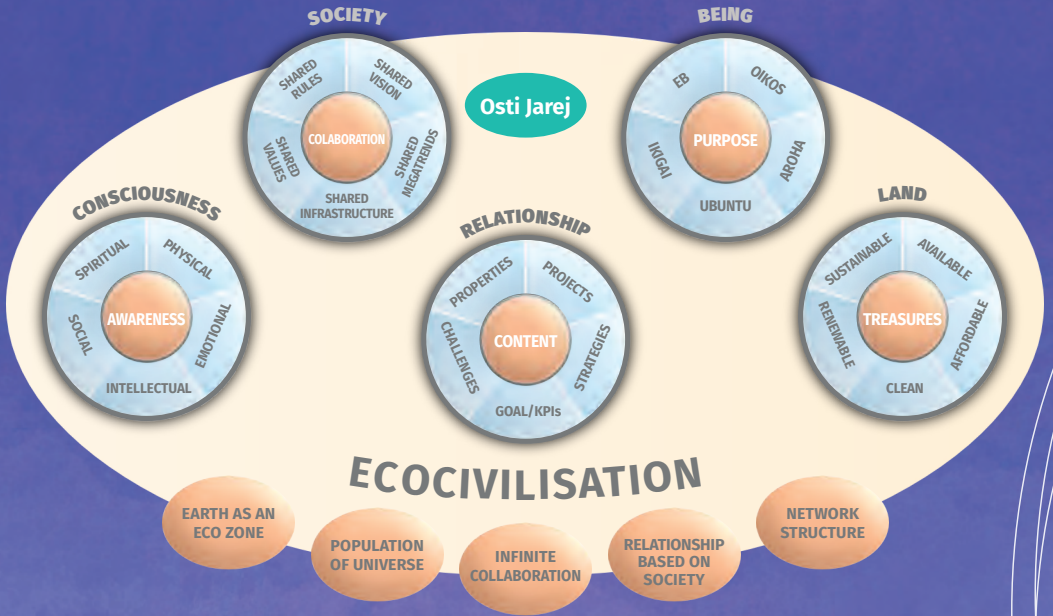 SOCIETY
SHARED
RULES
SHARED
VISION
SHARED
VALUES
COLABORATION
SHARED
MEGATRENDS
SHARED
INFRASTRUCTURE
Osti Jarej
BEING
EB
OIKOS
IKIGAI
PURPOSE
AROHA
UBUNTU
CONSCIOUSNESS
SPIRITUAL
PHYSICAL
SOCIAL
AWARENESS
EMOTIONAL
INTELLECTUAL
RELATIONSHIP
PROPERTIES
PROJECTS
CHALLENGES
CONTENT
STRATEGIES
GOAL/KPIs
LAND
SUSTAINABLE
AVAILABLE
RENEWABLE
TREASURES
AFFORDABLE
CLEAN
ECOCIVILISATION
EARTH AS AN
ECO ZONE
POPULATION
OF UNIVERSE
INFINITE
COLLABORATION
RELATIONSHIP
BASED ON
SOCIETY
NETWORK
STRUCTURE